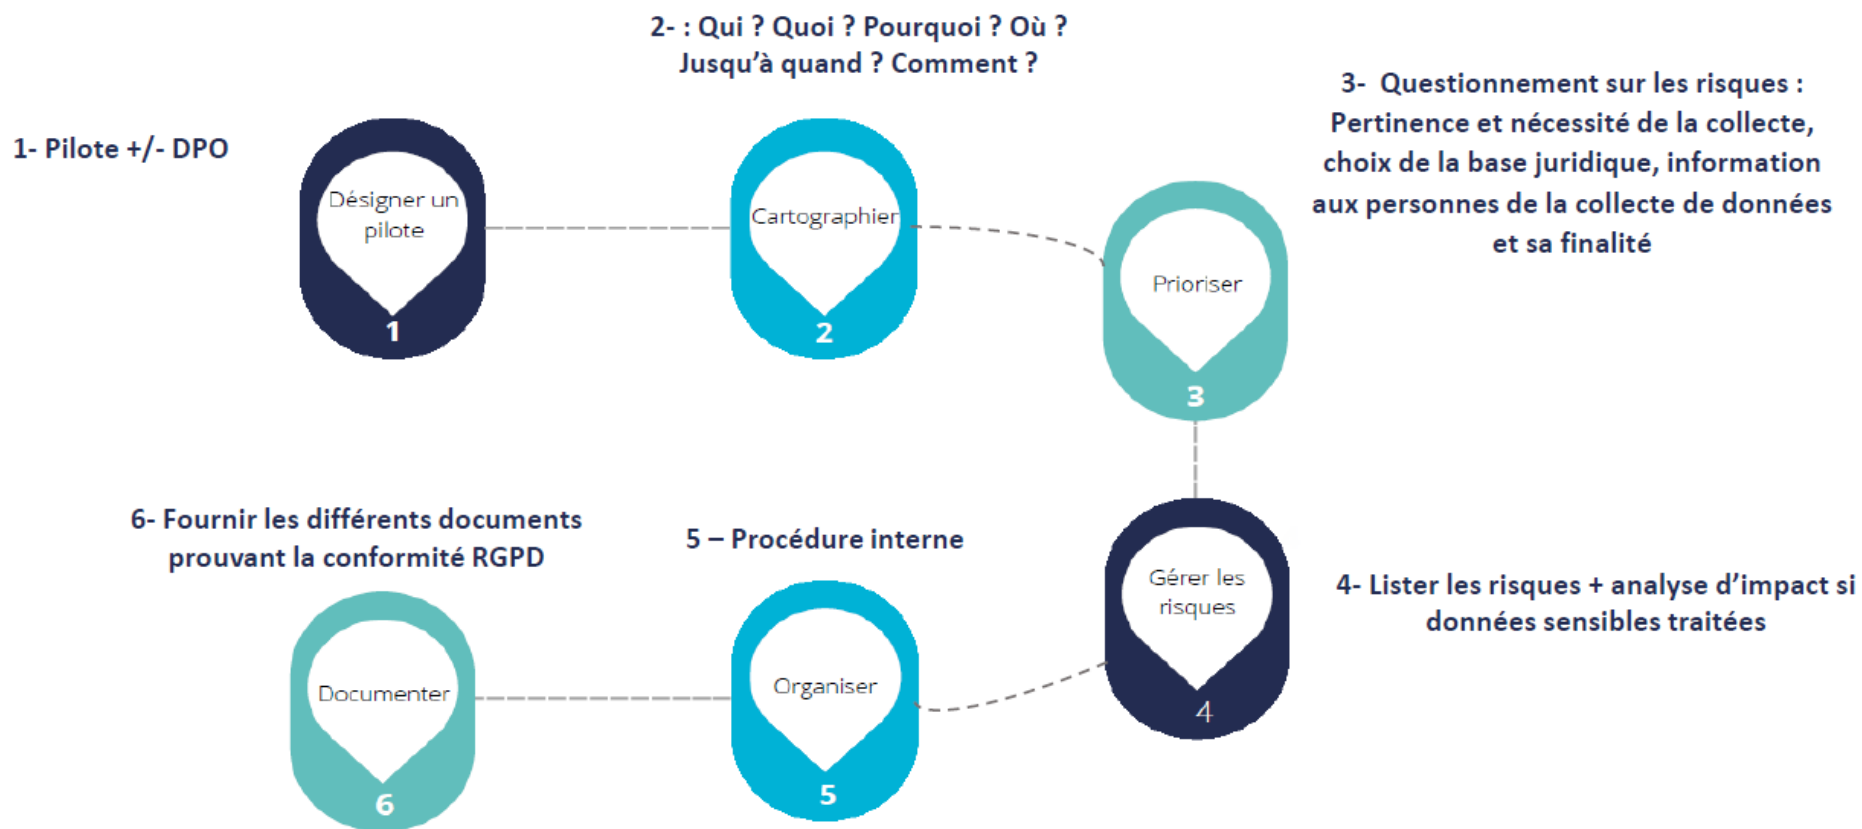 1- Pilote +/- DPO
Désigner un
pilote
1
2- : Qui ? Quoi ? Pourquoi ? Où ?
Jusqu’à quand ? Comment ?
Cartographier
2
3-  Questionnement sur les risques :
Pertinence et nécessité de la collecte,
choix de la base juridique, information
aux personnes de la collecte de données
et sa finalité
Prioriser
3
Gérer les
risques
4
4- Lister les risques + analyse d’impact si
données sensibles traitées
5 – Procédure interne
Organiser
5
6- Fournir les différents documents
prouvant la conformité RGPD
Documenter
6